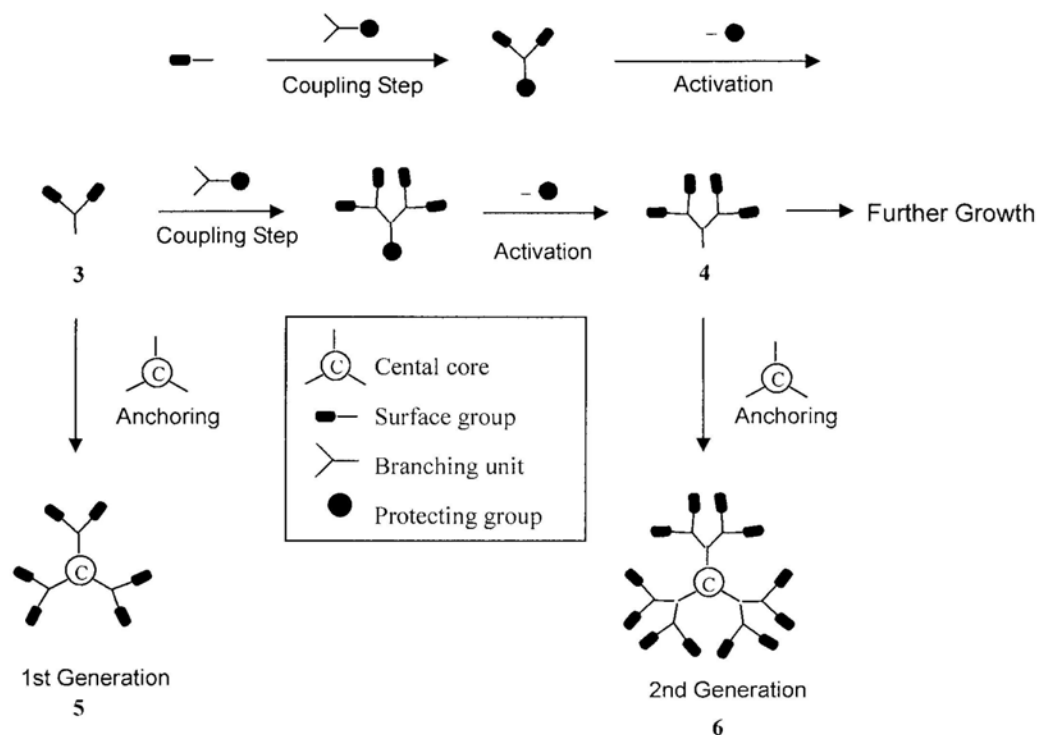 Coupling Step
Activation
3
Coupling Step
Activation
4
Further Growth
C
Anchoring
C
Cental core
Surface group
Branching unit
Protecting group
C
Anchoring
C
1st Generation
5
C
2nd Generation
6